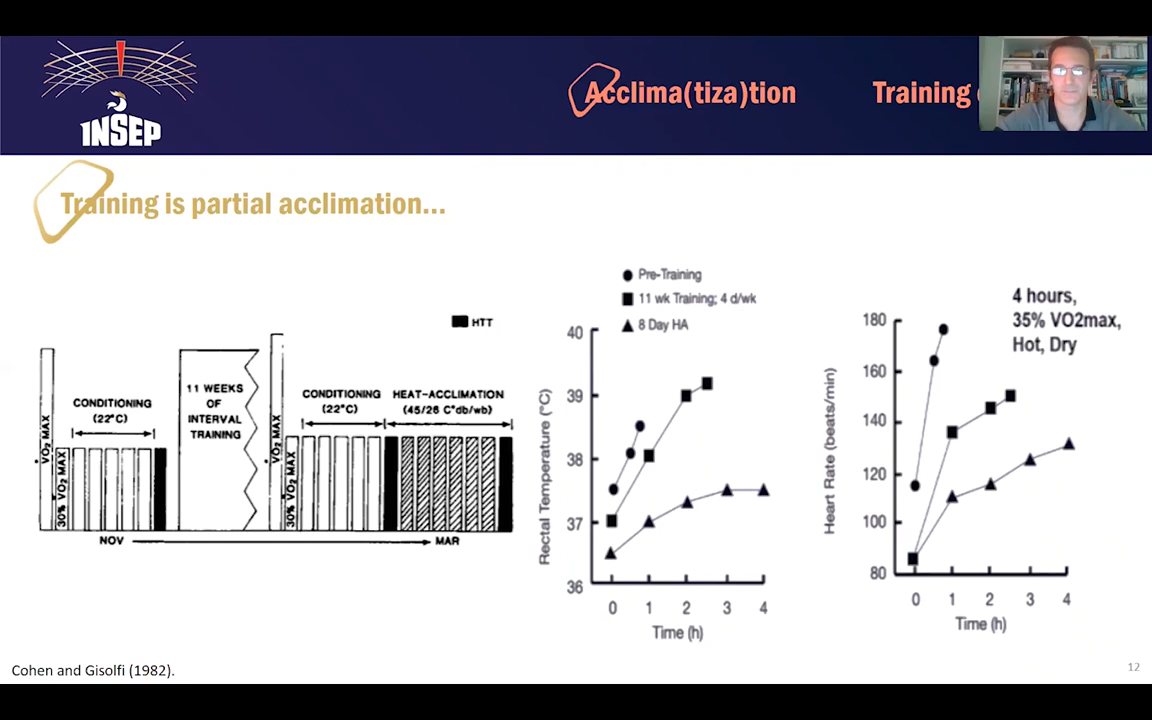 INSEP
Acclima(tiza)tion
Training
Training is partial acclimation...
HTT
CONDITIONING
(22°C)
11 WEEKS
OF
INTERVAL
TRAINING
CONDITIONING
(22°C)
HEAT-ACCLIMATION
(45/26 C°db/wb)
V̇O₂ MAX
30% V̇O₂ MAX
V̇O₂ MAX
30% V̇O₂ MAX
NOV
MAR
Pre-Training
11 wk Training; 4 d/wk
8 Day HA
Rectal Temperature (°C)
40
39
38
37
36
0 1 2 3 4
Time (h)
4 hours,
35% VO2max,
Hot, Dry
Heart Rate (beats/min)
180
160
140
120
100
80
0 1 2 3 4
Time (h)
Cohen and Gisolfi (1982).
12